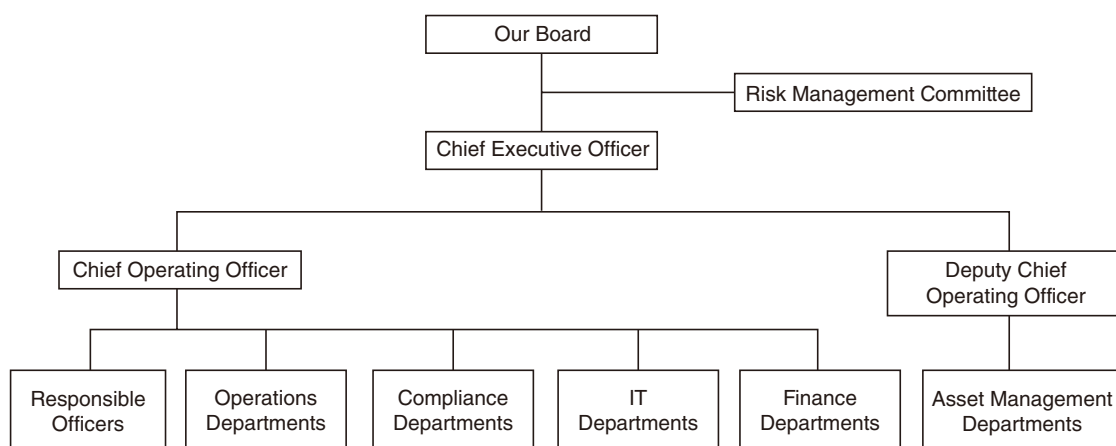 Our Board
Risk Management Committee
Chief Executive Officer
Chief Operating Officer
Deputy Chief
Operating Officer
Responsible
Officers
Operations
Departments
Compliance
Departments
IT
Departments
Finance
Departments
Asset Management
Departments